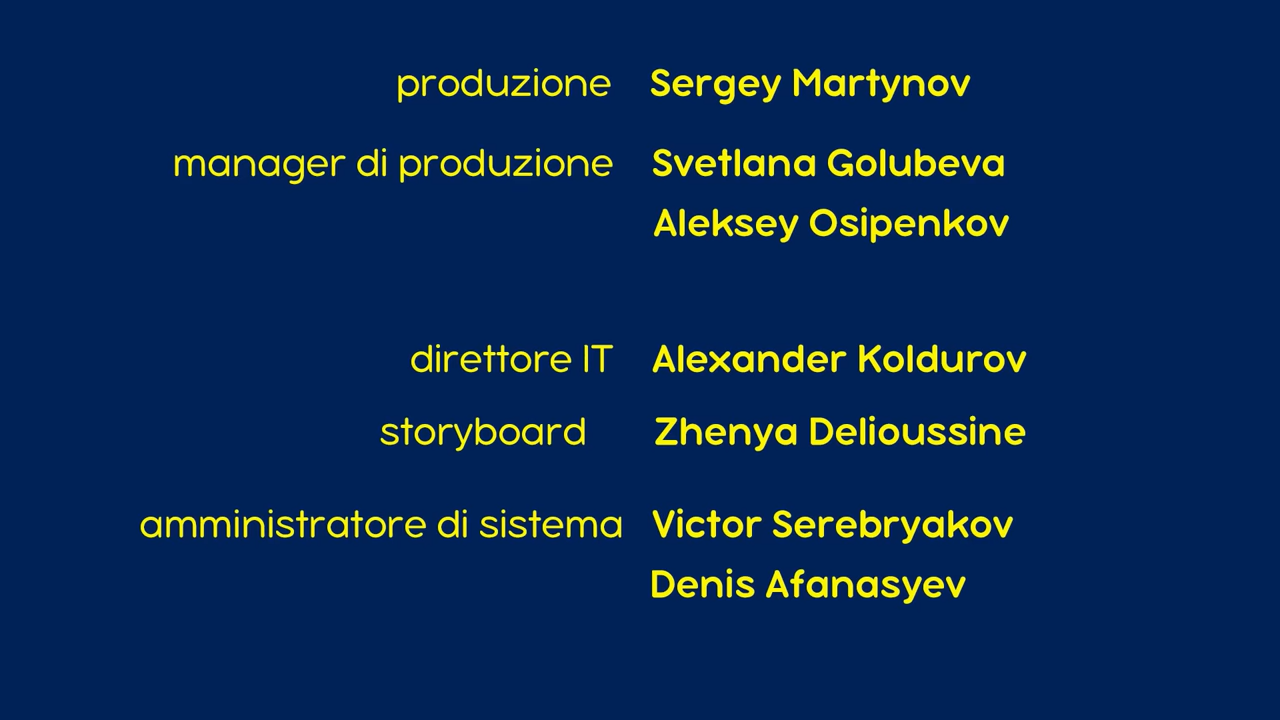 produzione Sergey Martynov
manager di produzione Svetlana Golubeva
Aleksey Osipenkov
direttore IT Alexander Koldurov
storyboard Zhenya Delioussine
amministratore di sistema Victor Serebryakov
Denis Afanasyev